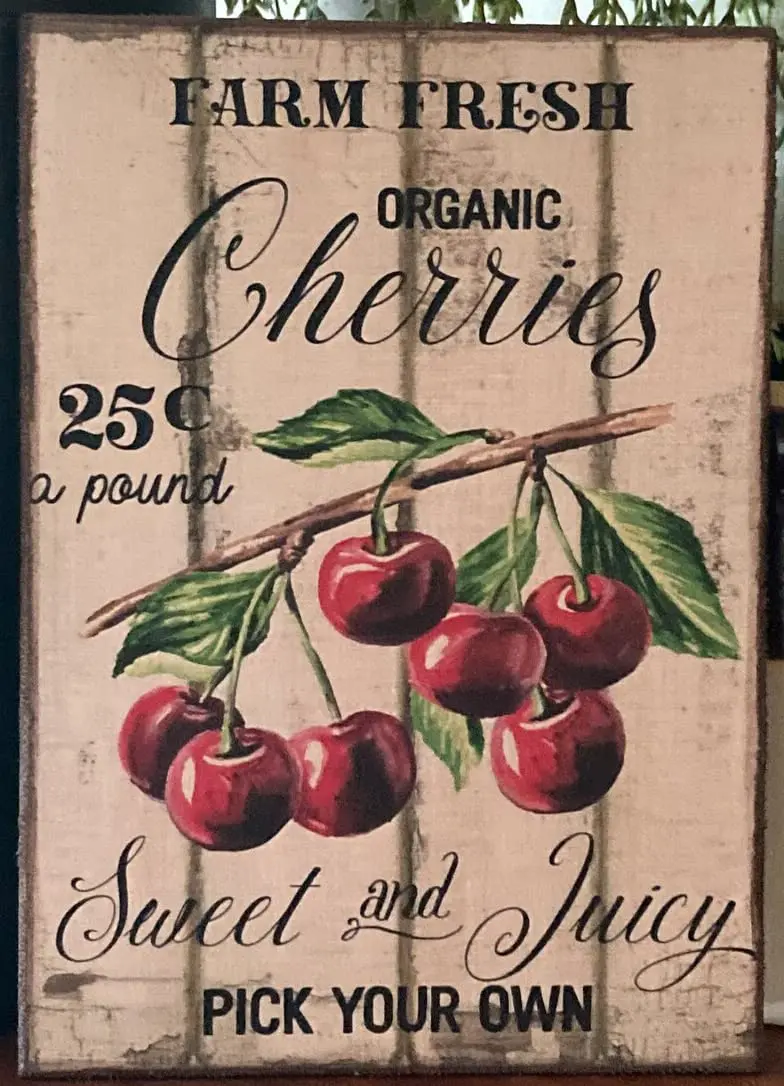 FARM FRESH
ORGANIC
Cherries
25¢
a pound
Sweet and Juicy
PICK YOUR OWN